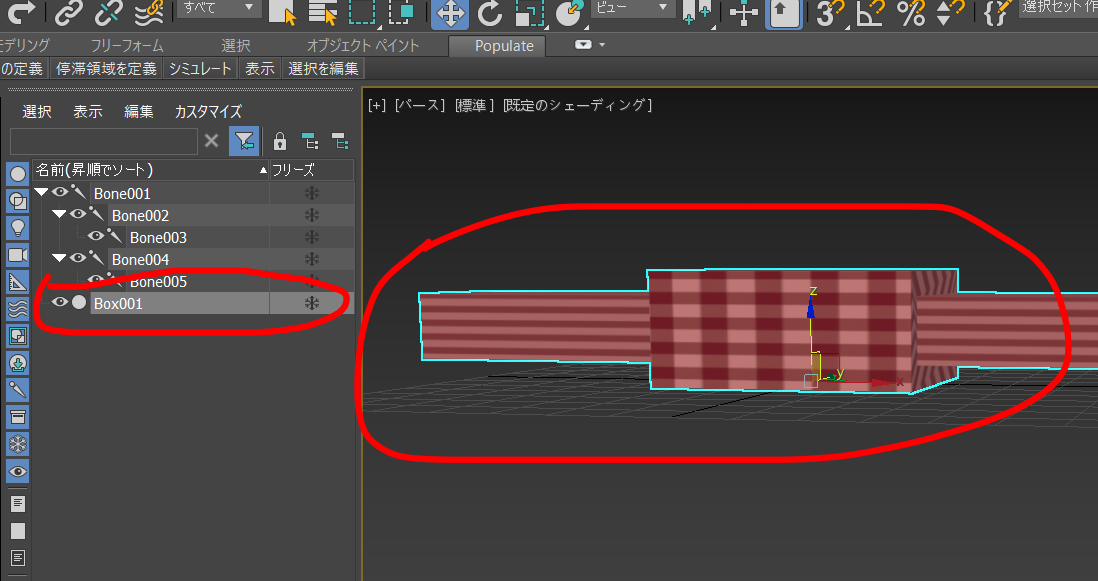 すべて
ビュー
3
%
選択セット作
モデリング フリーフォーム 選択 オブジェクト ペイント Populate
の定義 停滞領域を定義 シミュレート 表示 選択を編集
選択 表示 編集 カスタマイズ
名前(昇順でソート) フリーズ
Bone001
Bone002
Bone003
Bone004
Bone005
Box001
[+] [パース] [標準] [既定のシェーディング]
z
y
x